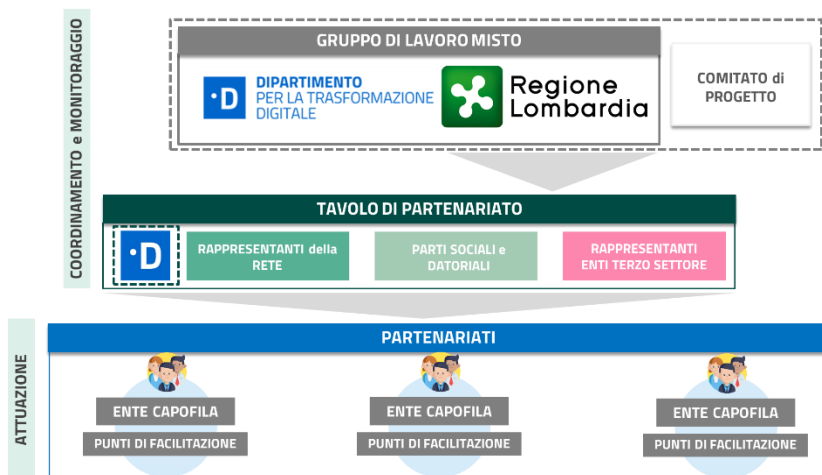 COORDINAMENTO e MONITORAGGIO
GRUPPO DI LAVORO MISTO
·D
DIPARTIMENTO
PER LA TRASFORMAZIONE
DIGITALE
Regione
Lombardia
COMITATO di
PROGETTO
TAVOLO DI PARTENARIATO
·D
RAPPRESENTANTI della
RETE
PARTI SOCIALI e
DATORIALI
RAPPRESENTANTI
ENTI TERZO SETTORE
ATTUAZIONE
PARTENARIATI
ENTE CAPOFILA
PUNTI DI FACILITAZIONE
ENTE CAPOFILA
PUNTI DI FACILITAZIONE
ENTE CAPOFILA
PUNTI DI FACILITAZIONE